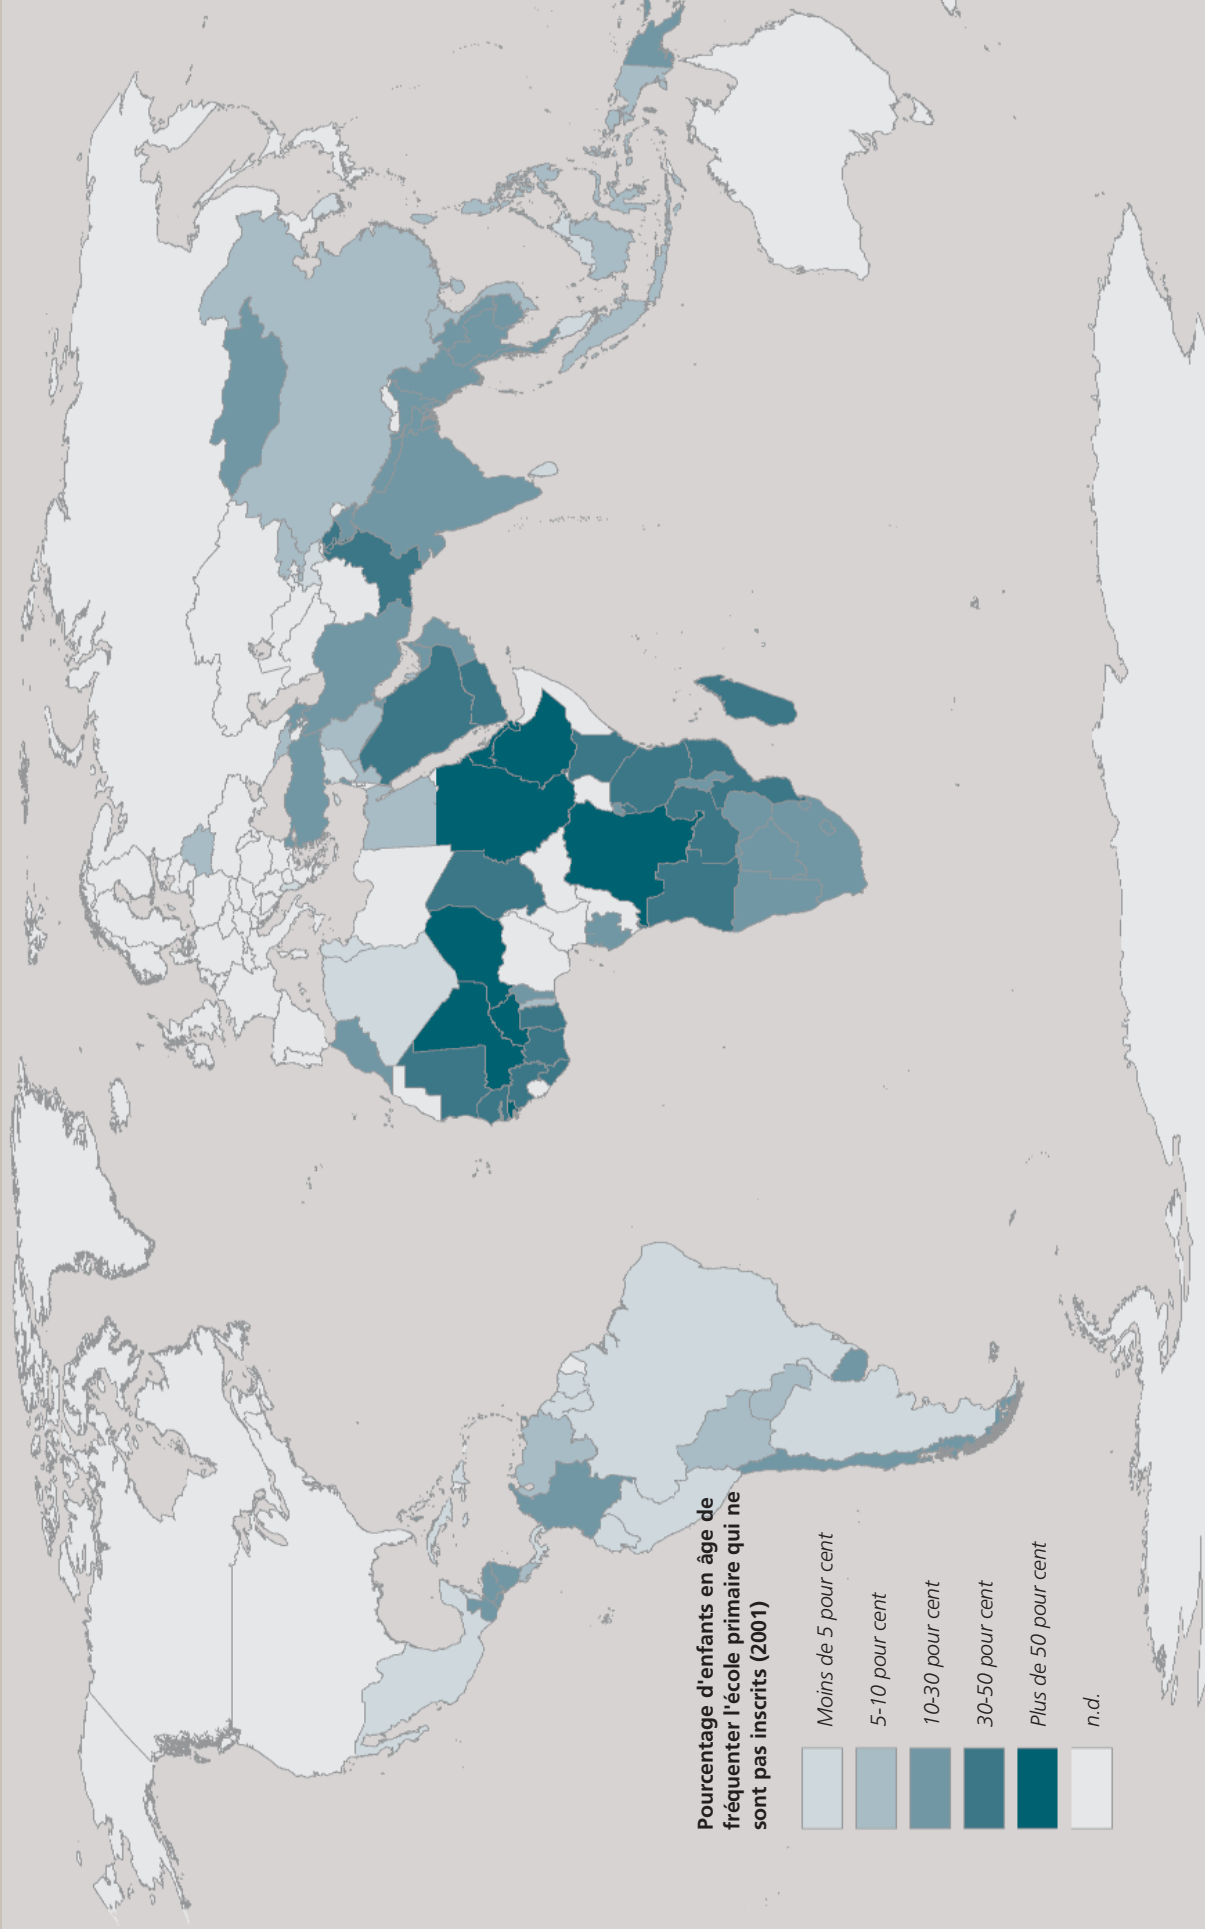 Pourcentage d'enfants en âge de
fréquenter l'école primaire qui ne
sont pas inscrits (2001)
Moins de 5 pour cent
5-10 pour cent
10-30 pour cent
30-50 pour cent
Plus de 50 pour cent
n.d.